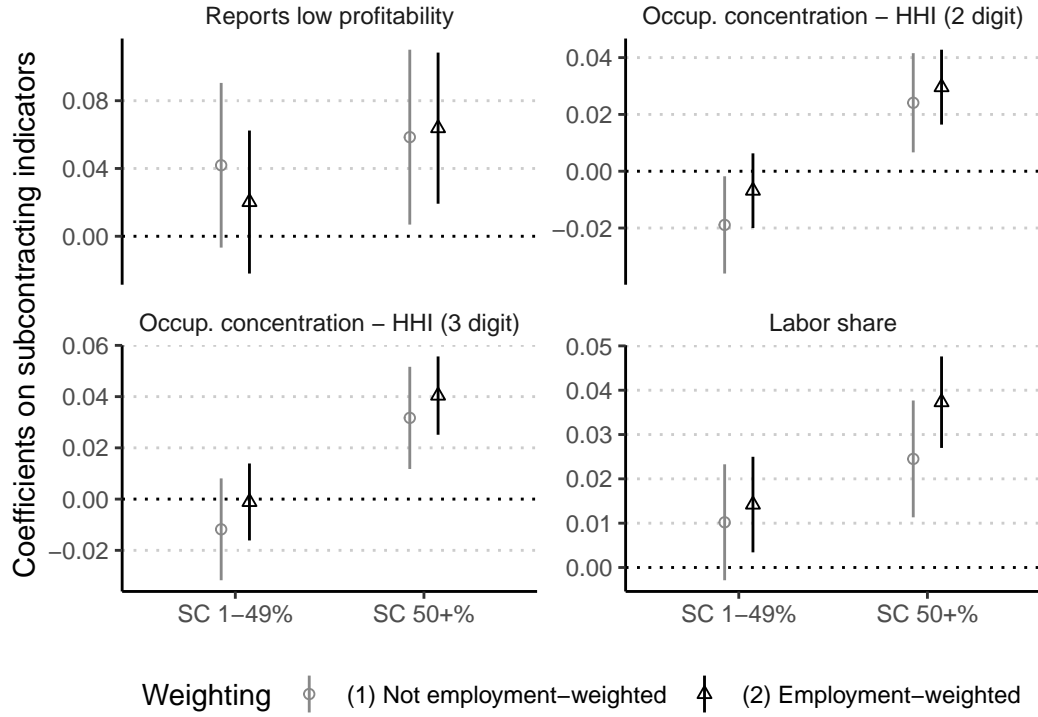 Coefficients on subcontracting indicators
Reports low profitability
0.08
0.04
0.00
Occup. concentration − HHI (2 digit)
0.04
0.02
0.00
−0.02
Occup. concentration − HHI (3 digit)
0.06
0.04
0.02
0.00
−0.02
SC 1−49%
SC 50+%
Labor share
0.05
0.04
0.03
0.02
0.01
0.00
SC 1−49%
SC 50+%
Weighting (1) Not employment−weighted (2) Employment−weighted